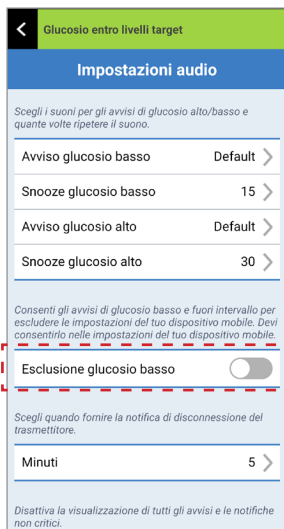 Glucosio entro livelli target
Impostazioni audio
Scegli i suoni per gli avvisi di glucosio alto/basso e
quante volte ripetere il suono.
Avviso glucosio basso Default
Snooze glucosio basso 15
Avviso glucosio alto Default
Snooze glucosio alto 30
Consenti gli avvisi di glucosio basso e fuori intervallo per
escludere le impostazioni del tuo dispositivo mobile. Devi
consentirlo nelle impostazioni del tuo dispositivo mobile.
Esclusione glucosio basso
Scegli quando fornire la notifica di disconnessione del
trasmettitore.
Minuti 5
Disattiva la visualizzazione di tutti gli avvisi e le notifiche
non critici.